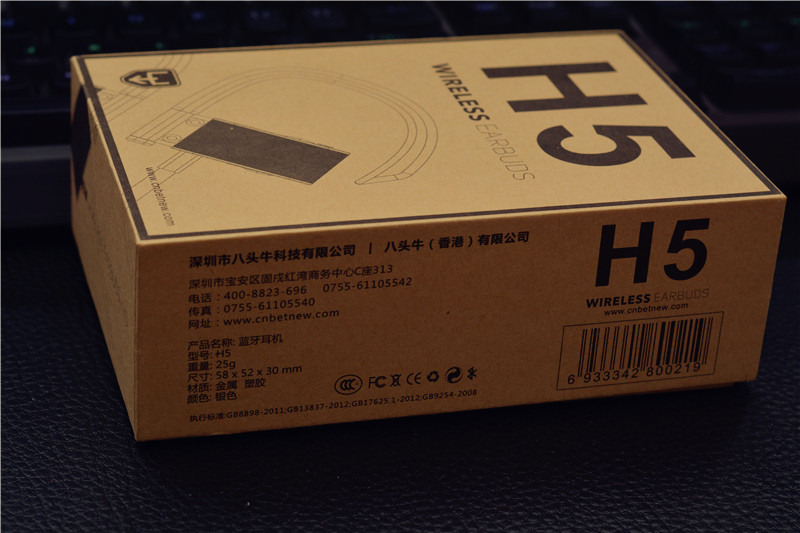 H5
WIRELESS EARBUDS
www.cnbetnew.com
深圳市八头牛科技有限公司 | 八头牛（香港）有限公司
深圳市宝安区固戍红湾商务中心C座313
电话：400-8823-696 0755-61105542
传真：0755-61105540
网址：www.cnbetnew.com
产品名称: 蓝牙耳机
型号: H5
重量: 25g
尺寸: 58 x 52 x 30 mm
材质: 金属 塑胶
颜色: 银色
执行标准:GB8898-2011;GB13837-2012;GB17625.1-2012;GB9254-2008
H5
WIRELESS EARBUDS
www.cnbetnew.com
6 933342 800219